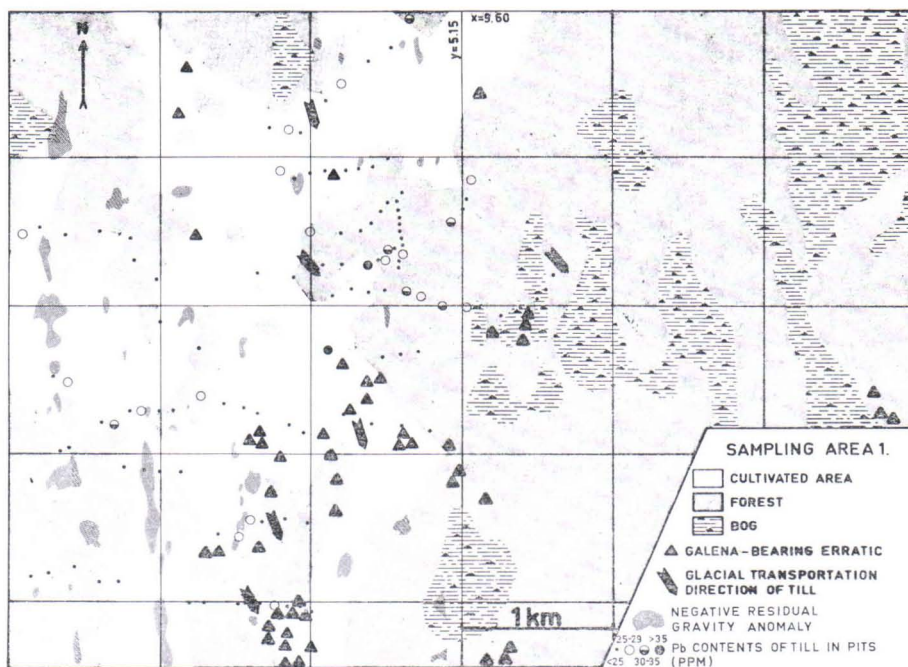 N
y=5.15
x=9.60
SAMPLING AREA 1.
CULTIVATED AREA
FOREST
BOG
GALENA-BEARING ERRATIC
GLACIAL TRANSPORTATION
DIRECTION OF TILL
NEGATIVE RESIDUAL
GRAVITY ANOMALY
25-29 >35
Pb CONTENTS OF TILL IN PITS
<25 30-35 (PPM)
1 km